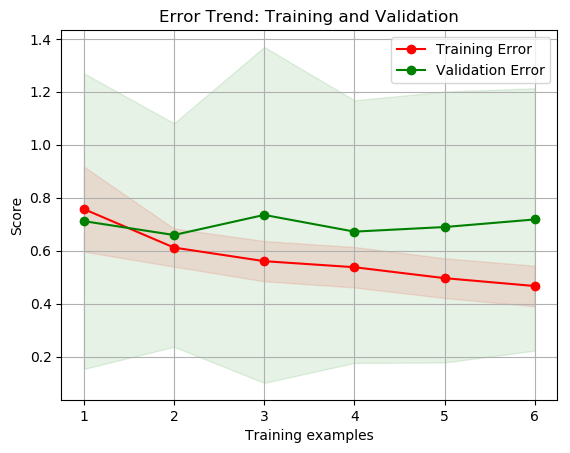 Error Trend: Training and Validation
1.4
1.2
1.0
0.8
0.6
0.4
0.2
Score
Training Error
Validation Error
1 2 3 4 5 6
Training examples